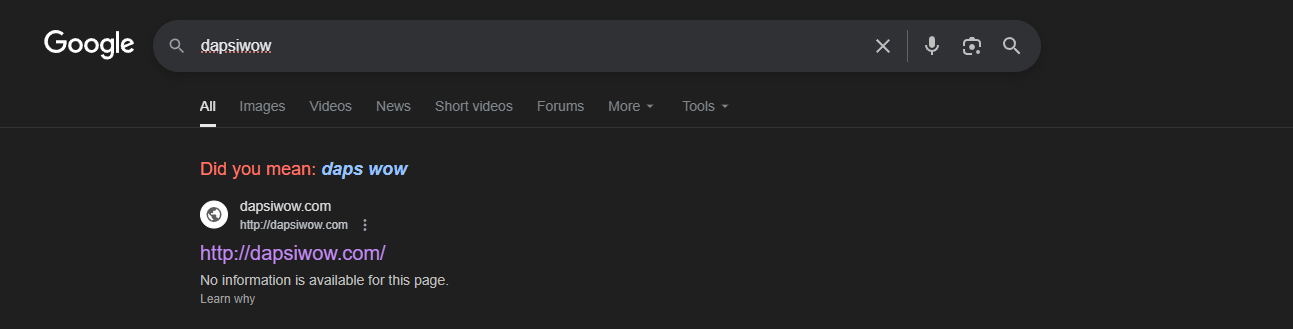 Google dapsiwow
All Images Videos News Short videos Forums More Tools
Did you mean: daps wow
dapsiwow.com
http://dapsiwow.com
http://dapsiwow.com/
No information is available for this page.
Learn why